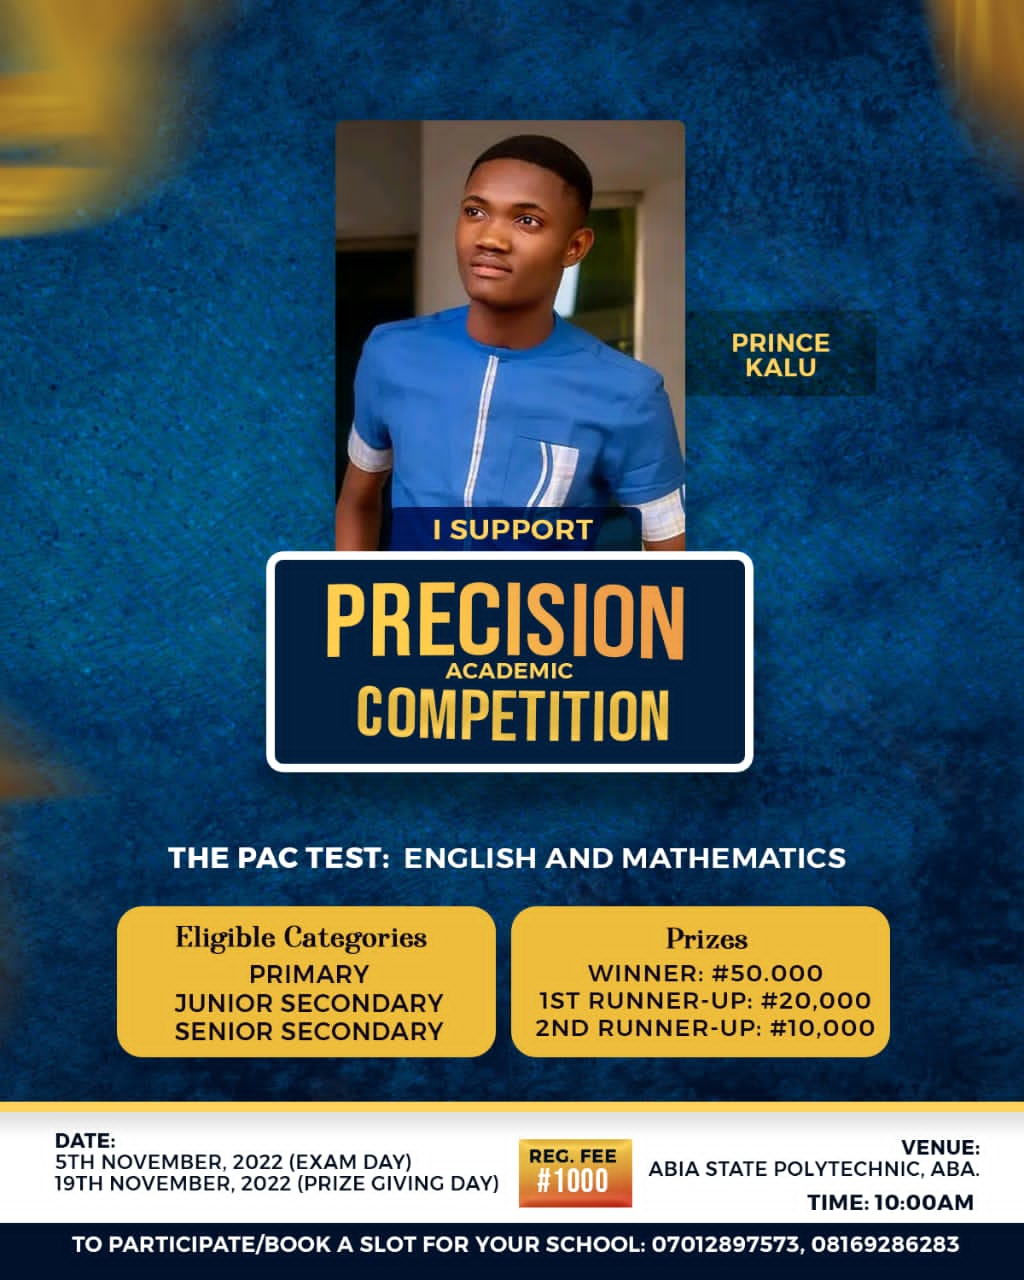 PRINCE
KALU
I SUPPORT
PRECISION
ACADEMIC
COMPETITION
THE PAC TEST: ENGLISH AND MATHEMATICS
Eligible Categories
PRIMARY
JUNIOR SECONDARY
SENIOR SECONDARY
Prizes
WINNER: #50.000
1ST RUNNER-UP: #20,000
2ND RUNNER-UP: #10,000
DATE:
5TH NOVEMBER, 2022 (EXAM DAY)
19TH NOVEMBER, 2022 (PRIZE GIVING DAY)
REG. FEE
#1000
VENUE:
ABIA STATE POLYTECHNIC, ABA.
TIME: 10:00AM
TO PARTICIPATE/BOOK A SLOT FOR YOUR SCHOOL: 07012897573, 08169286283